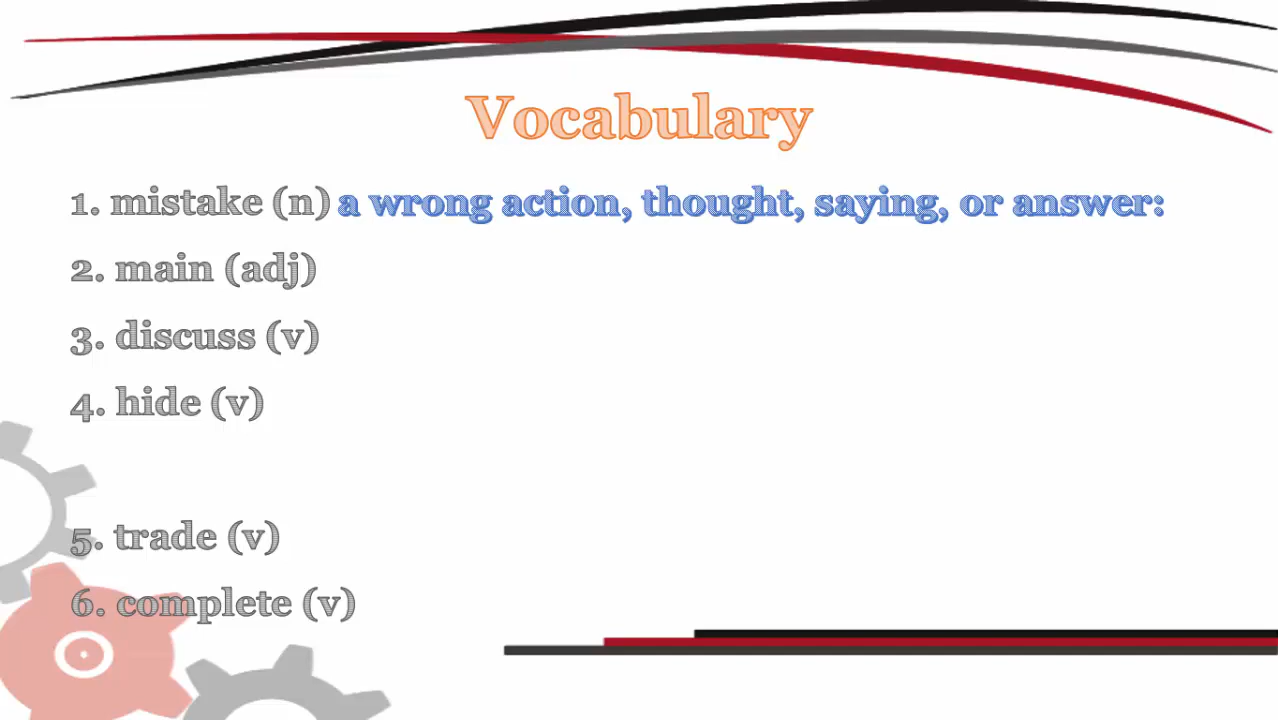 Vocabulary
1. mistake (n) a wrong action, thought, saying, or answer:
2. main (adj)
3. discuss (v)
4. hide (v)
5. trade (v)
6. complete (v)